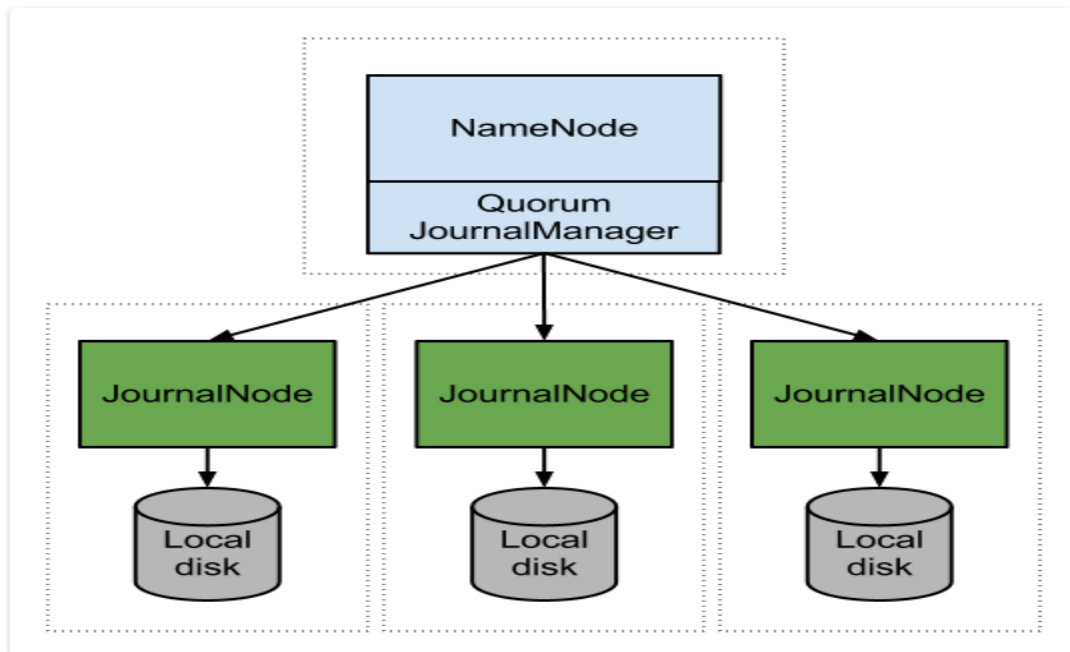 NameNode
Quorum
JournalManager
JournalNode
JournalNode
JournalNode
Local
disk
Local
disk
Local
disk